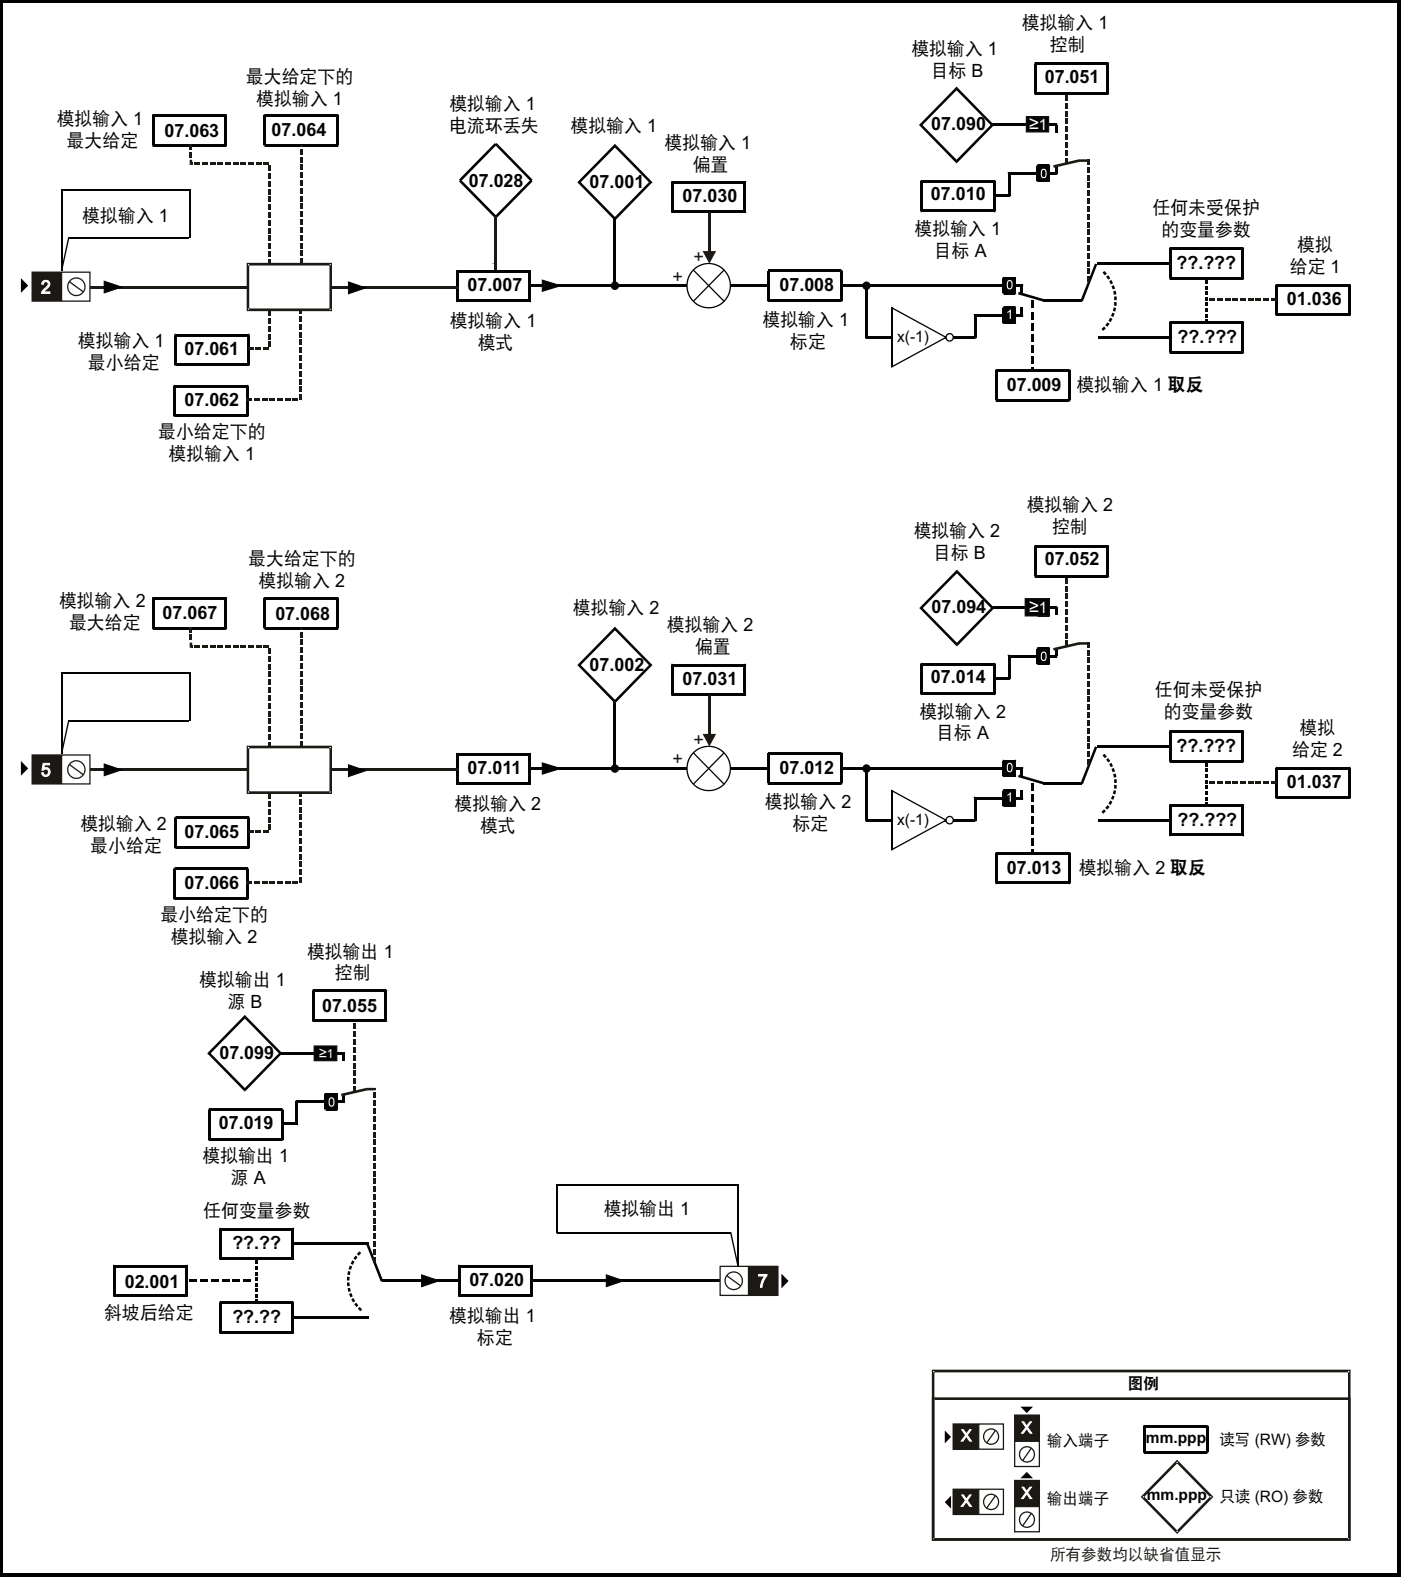 模拟输入 1
控制
07.051
模拟输入 1
目标 B
07.090
≥1
0
07.010
模拟输入 1
目标 A
最大给定下的
模拟输入 1
07.064
模拟输入 1
最大给定
07.063
模拟输入 1
2
模拟输入 1
最小给定
07.061
07.062
最小给定下的
模拟输入 1
模拟输入 1
电流环丢失
07.028
07.007
模拟输入 1
模式
模拟输入 1
07.001
模拟输入 1
偏置
07.030
+
+
07.008
模拟输入 1
标定
x(-1)
0
1
07.009
模拟输入 1 取反
任何未受保护
的变量参数
??.???
??.???
模拟
给定 1
01.036
模拟输入 2
控制
07.052
模拟输入 2
目标 B
07.094
≥1
0
07.014
模拟输入 2
目标 A
最大给定下的
模拟输入 2
07.068
模拟输入 2
最大给定
07.067
5
模拟输入 2
最小给定
07.065
07.066
最小给定下的
模拟输入 2
07.011
模拟输入 2
模式
模拟输入 2
07.002
模拟输入 2
偏置
07.031
+
+
07.012
模拟输入 2
标定
x(-1)
0
1
07.013
模拟输入 2 取反
任何未受保护
的变量参数
??.???
??.???
模拟
给定 2
01.037
模拟输出 1
控制
07.055
模拟输出 1
源 B
07.099
≥1
0
07.019
模拟输出 1
源 A
任何变量参数
??.??
??.??
02.001
斜坡后给定
07.020
模拟输出 1
标定
模拟输出 1
7
图例
X
X
输入端子
mm.ppp
读写 (RW) 参数
X
X
输出端子
mm.ppp
只读 (RO) 参数
所有参数均以缺省值显示